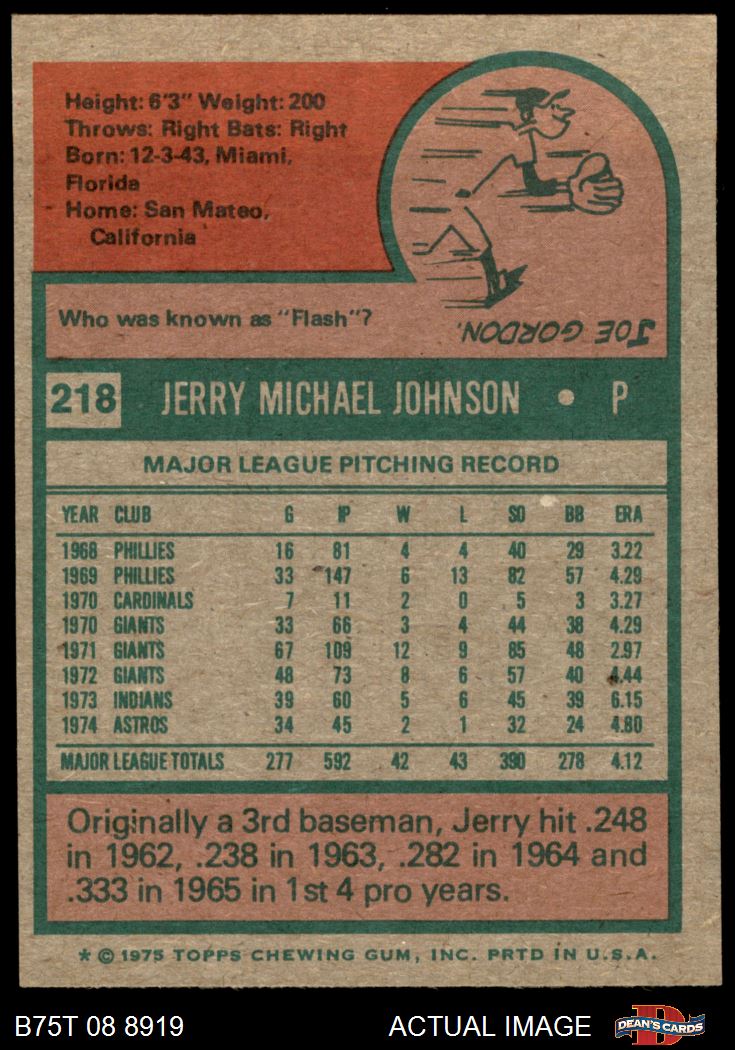 Height: 6'3" Weight: 200
Throws: Right Bats: Right
Born: 12-3-43, Miami,
Florida
Home: San Mateo,
California
Who was known as "Flash"?
JOE GORDON.
218 JERRY MICHAEL JOHNSON • P
MAJOR LEAGUE PITCHING RECORD
YEAR CLUB G IP W L SO BB ERA
1968 PHILLIES 16 81 4 4 40 29 3.22
1969 PHILLIES 33 147 6 13 82 57 4.29
1970 CARDINALS 7 11 2 0 5 3 3.27
1970 GIANTS 33 66 3 4 44 38 4.29
1971 GIANTS 67 109 12 9 85 48 2.97
1972 GIANTS 48 73 8 6 57 40 4.44
1973 INDIANS 39 60 5 6 45 39 6.15
1974 ASTROS 34 45 2 1 32 24 4.80
MAJOR LEAGUE TOTALS 277 592 42 43 390 278 4.12
Originally a 3rd baseman, Jerry hit .248
in 1962, .238 in 1963, .282 in 1964 and
.333 in 1965 in 1st 4 pro years.
* © 1975 TOPPS CHEWING GUM, INC. PRTD IN U.S.A.
B75T 08 8919 ACTUAL IMAGE D DEAN'S CARDS